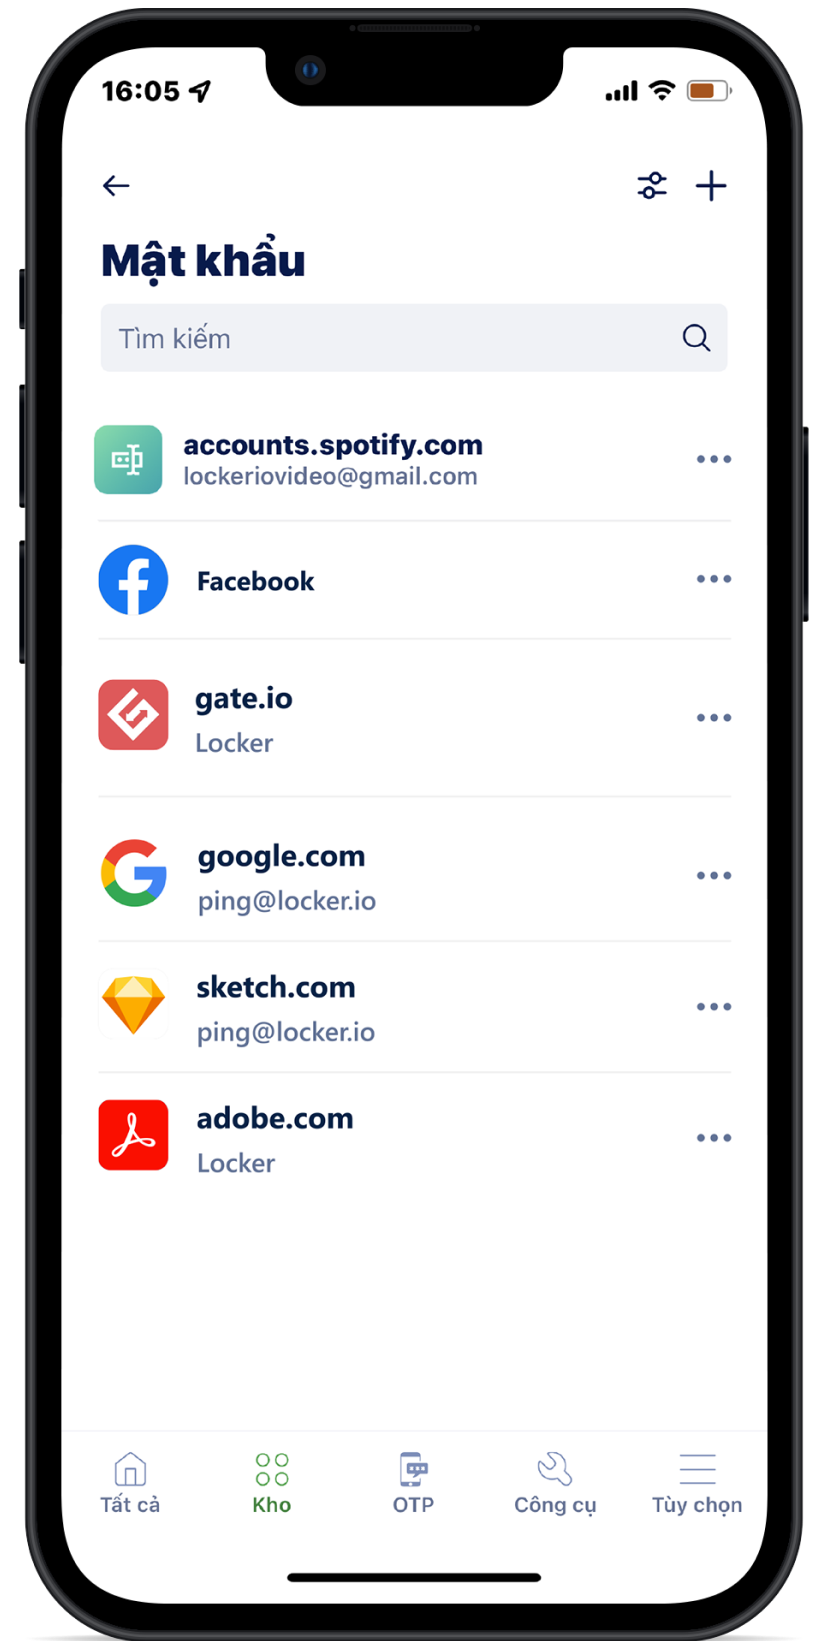 16:05
Mật khẩu
Tìm kiếm
accounts.spotify.com
lockeriovideo@gmail.com
Facebook
gate.io
Locker
google.com
ping@locker.io
sketch.com
ping@locker.io
adobe.com
Locker
Tất cả
Kho
OTP
Công cụ
Tùy chọn